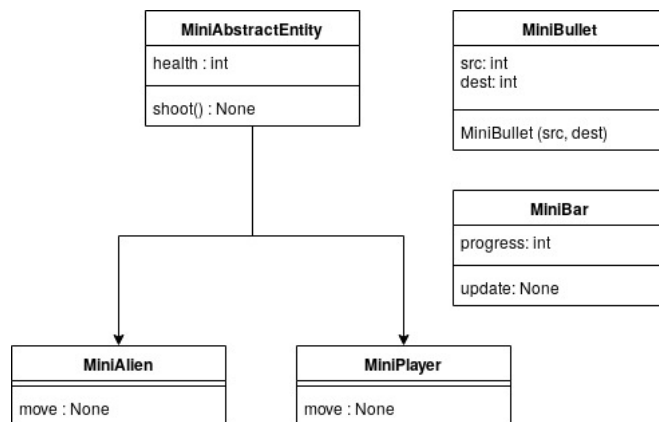 MiniAbstractEntity
health : int
shoot() : None
MiniBullet
src: int
dest: int
MiniBullet (src, dest)
MiniBar
progress: int
update: None
MiniAlien
move : None
MiniPlayer
move : None